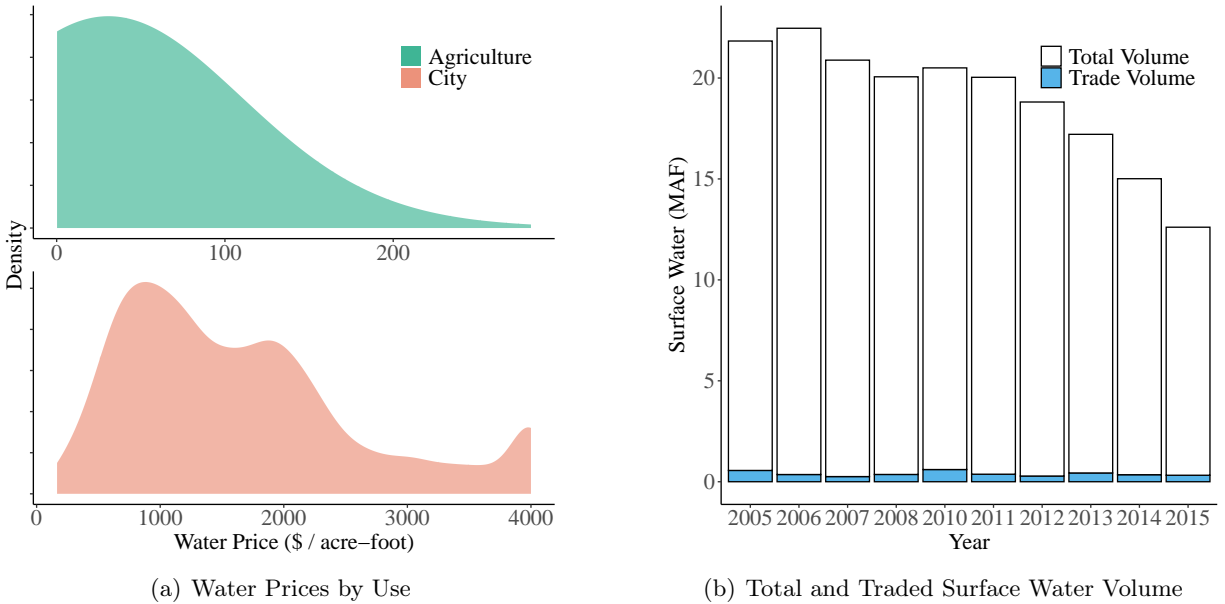 Agriculture
City
Density
0 100 200
0 1000 2000 3000 4000
Water Price ($ / acre−foot)
(a) Water Prices by Use
Total Volume
Trade Volume
Surface Water (MAF)
20
15
10
5
0
2005 2006 2007 2008 2010 2011 2012 2013 2014 2015
Year
(b) Total and Traded Surface Water Volume